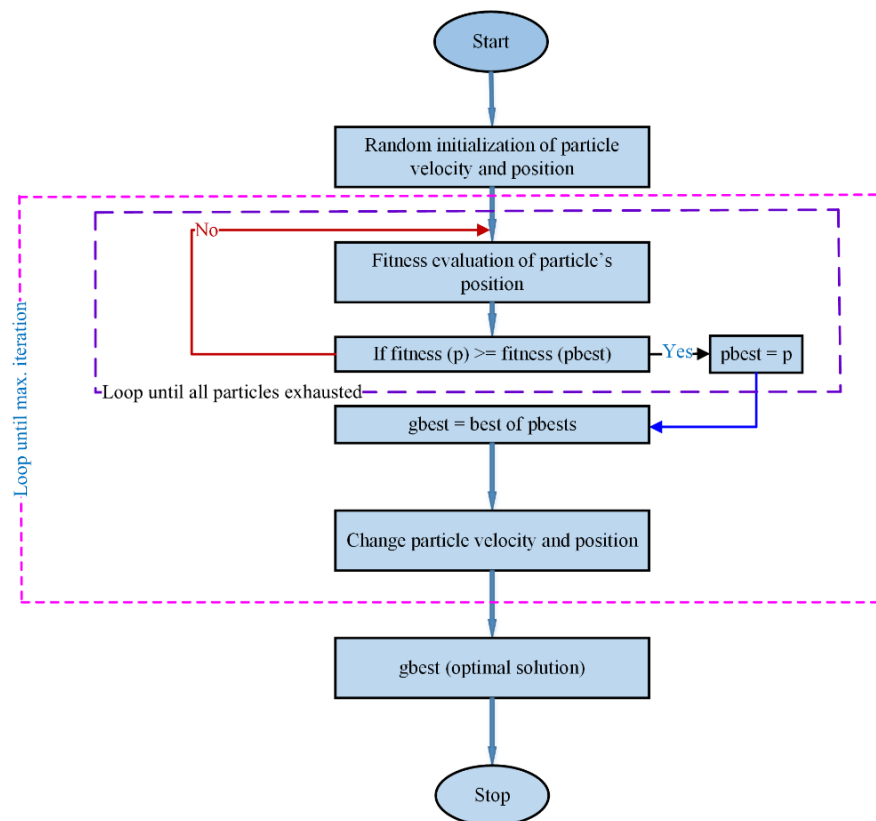 Start
Random initialization of particle
velocity and position
No
Fitness evaluation of particle's
position
If fitness (p) >= fitness (pbest)
Yes
pbest = p
Loop until all particles exhausted
gbest = best of pbests
Loop until max. iteration
Change particle velocity and position
gbest (optimal solution)
Stop